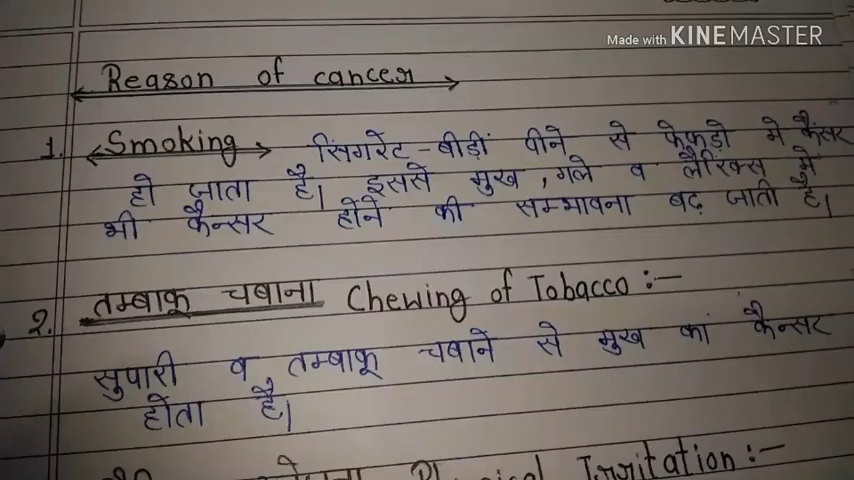 Made with KINEMASTER
Reason of cancer
1. Smoking सिगरेट - बीड़ी पीने से फेफड़ो मे कैंसर
हो जाता है। इससे मुख, गले व लैरिंक्स मे
भी कैन्सर होने की सम्भावना बढ़ जाती है।
2. तम्बाकू चबाना Chewing of Tobacco :-
सुपारी व तम्बाकू चबाने से मुख का कैन्सर
होता है।
Irritation :-